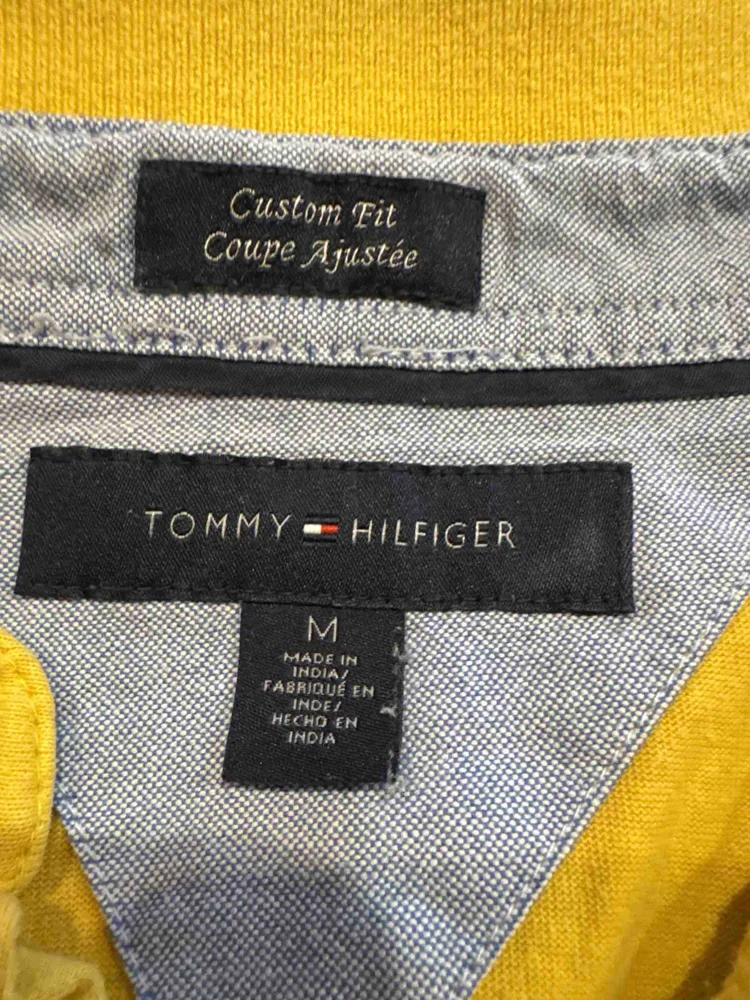 Custom Fit
Coupe Ajustée
TOMMY HILFIGER
M
MADE IN
INDIA/
FABRIQUÉ EN
INDE/
HECHO EN
INDIA